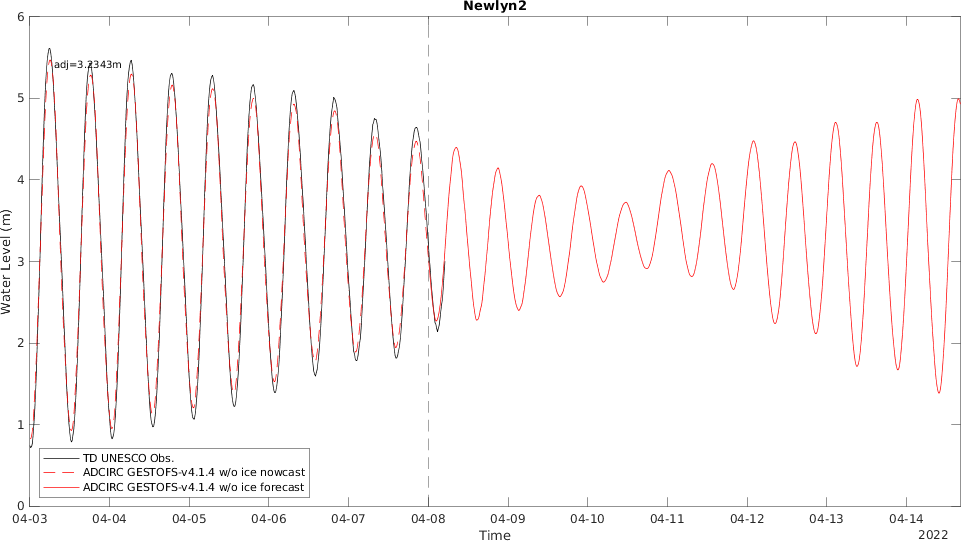 Newlyn2
adj=3.2343m
Water Level (m)
6
5
4
3
2
1
0
TD UNESCO Obs.
ADCIRC GESTOFS-v4.1.4 w/o ice nowcast
ADCIRC GESTOFS-v4.1.4 w/o ice forecast
04-03 04-04 04-05 04-06 04-07 04-08 04-09 04-10 04-11 04-12 04-13 04-14
Time
2022